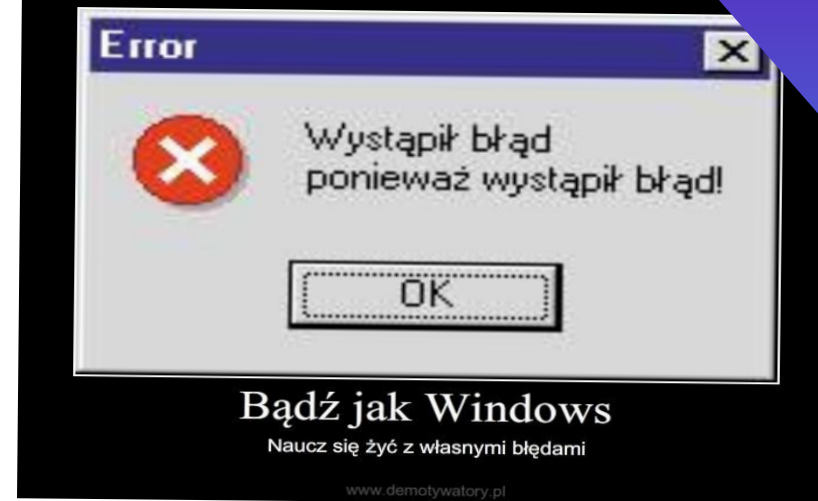 Error
Wystąpił błąd
ponieważ wystąpił błąd!
OK
Bądź jak Windows
Naucz się żyć z własnymi błędami
www.demotywatory.pl